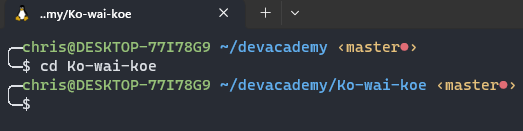 ..my/Ko-wai-koe
╭─chris@DESKTOP-77I78G9 ~/devacademy ‹master●›
╰─$ cd Ko-wai-koe
╭─chris@DESKTOP-77I78G9 ~/devacademy/Ko-wai-koe ‹master●›
╰─$